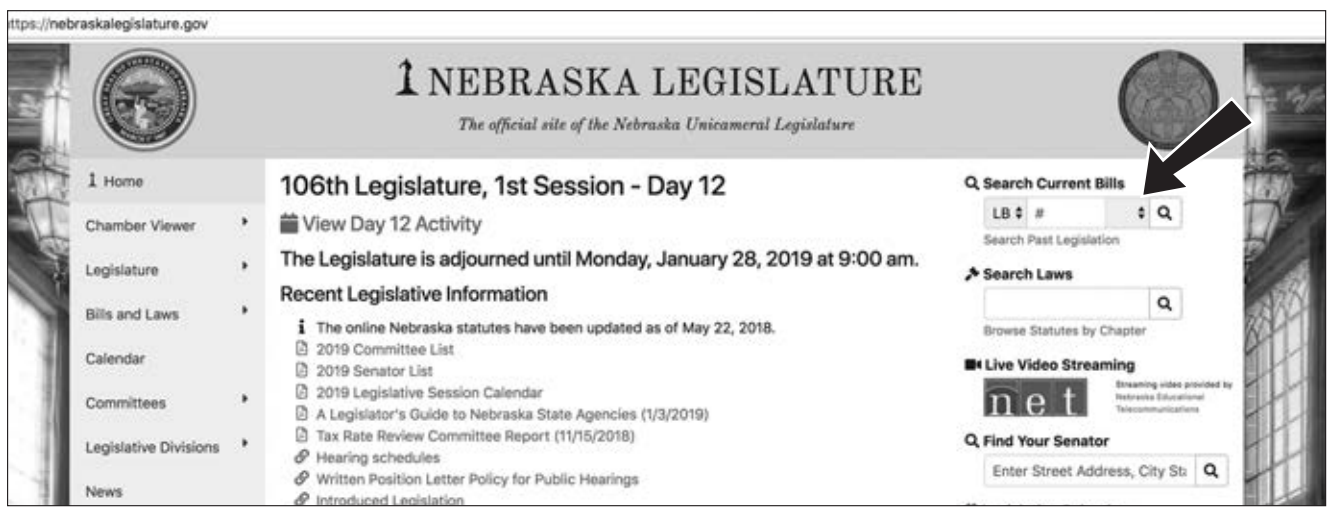 ttps://nebraskalegislature.gov
NEBRASKA LEGISLATURE
The official site of the Nebraska Unicameral Legislature
Home
Chamber Viewer
Legislature
Bills and Laws
Calendar
Committees
Legislative Divisions
News
106th Legislature, 1st Session - Day 12
View Day 12 Activity
The Legislature is adjourned until Monday, January 28, 2019 at 9:00 am.
Recent Legislative Information
The online Nebraska statutes have been updated as of May 22, 2018.
2019 Committee List
2019 Senator List
2019 Legislative Session Calendar
A Legislator's Guide to Nebraska State Agencies (1/3/2019)
Tax Rate Review Committee Report (11/15/2018)
Hearing schedules
Written Position Letter Policy for Public Hearings
Introduced Legislation
Search Current Bills
LB #
Search Past Legislation
Search Laws
Browse Statutes by Chapter
Live Video Streaming
net
Streaming video provided by
Nebraska Educational
Telecommunications
Find Your Senator
Enter Street Address, City Sta